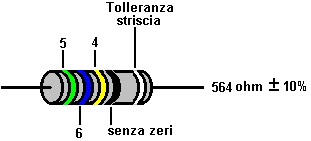 Tolleranza
striscia
5
4
564 ohm ± 10%
6
senza zeri